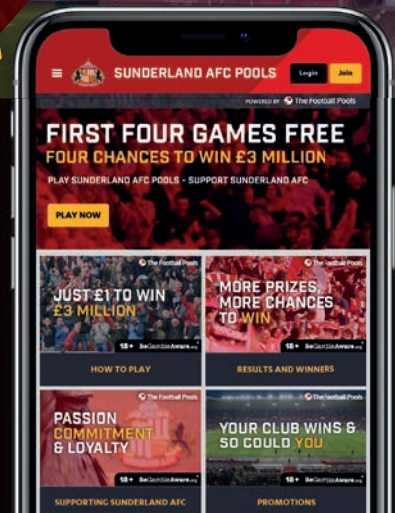 SUNDERLAND AFC POOLS
Login
Join
POWERED BY The Football Pools
FIRST FOUR GAMES FREE
FOUR CHANCES TO WIN £3 MILLION
PLAY SUNDERLAND AFC POOLS - SUPPORT SUNDERLAND AFC
PLAY NOW
The Football Pools
JUST £1 TO WIN
£3 MILLION
18+ BeGambleAware.org
HOW TO PLAY
The Football Pools
MORE PRIZES,
MORE CHANCES
TO WIN
18+ BeGambleAware.org
RESULTS AND WINNERS
The Football Pools
PASSION
COMMITMENT
& LOYALTY
18+ BeGambleAware.org
SUPPORTING SUNDERLAND AFC
The Football Pools
YOUR CLUB WINS &
SO COULD YOU
18+ BeGambleAware.org
PROMOTIONS